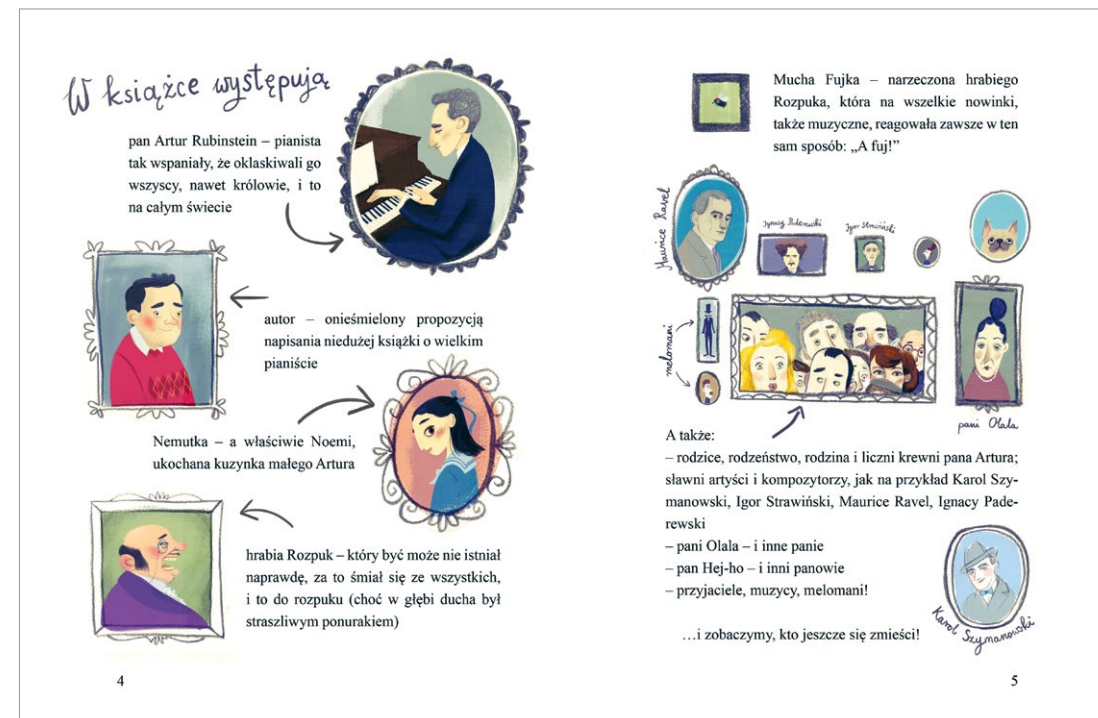 W książce występują
pan Artur Rubinstein – pianista
tak wspaniały, że oklaskiwali go
wszyscy, nawet królowie, i to
na całym świecie
autor – onieśmielony propozycją
napisania niedużej książki o wielkim
pianiście
Nemutka – a właściwie Noemi,
ukochana kuzynka małego Artura
hrabia Rozpuk – który być może nie istniał
naprawdę, za to śmiał się ze wszystkich,
i to do rozpuku (choć w głębi ducha był
straszliwym ponurakiem)
4
Mucha Fujka – narzeczona hrabiego
Rozpuka, która na wszelkie nowinki,
także muzyczne, reagowała zawsze w ten
sam sposób: „A fuj!”
Maurice Ravel
Ignacy Paderewski
Igor Strawiński
melomani
pani Olala
A także:
– rodzice, rodzeństwo, rodzina i liczni krewni pana Artura;
sławni artyści i kompozytorzy, jak na przykład Karol Szy-
manowski, Igor Strawiński, Maurice Ravel, Ignacy Pade-
rewski
– pani Olala – i inne panie
– pan Hej-ho – i inni panowie
– przyjaciele, muzycy, melomani!
Karol Szymanowski
…i zobaczymy, kto jeszcze się zmieści!
5